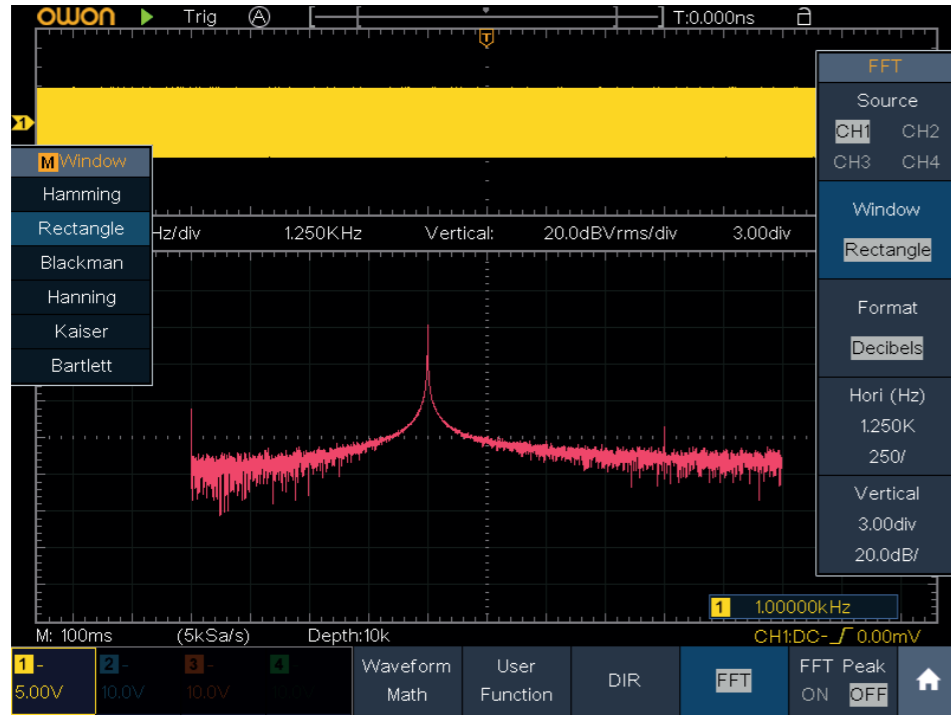 OWON Trig A T:0.000ns
T
FFT
Source
CH1 CH2
CH3 CH4
1
M Window
Hamming
Rectangle
Blackman
Hanning
Kaiser
Bartlett
Hz/div 1.250KHz Vertical: 20.0dBVrms/div 3.00div
Window
Rectangle
Format
Decibels
Hori (Hz)
1.250K
250/
Vertical
3.00div
20.0dB/
1 1.00000kHz
M: 100ms (5kSa/s) Depth:10k CH1:DC- 0.00mV
1 - 2 - 3 - 4
5.00V 10.0V 10.0V
Waveform
Math
User
Function
DIR
FFT
FFT Peak
ON OFF